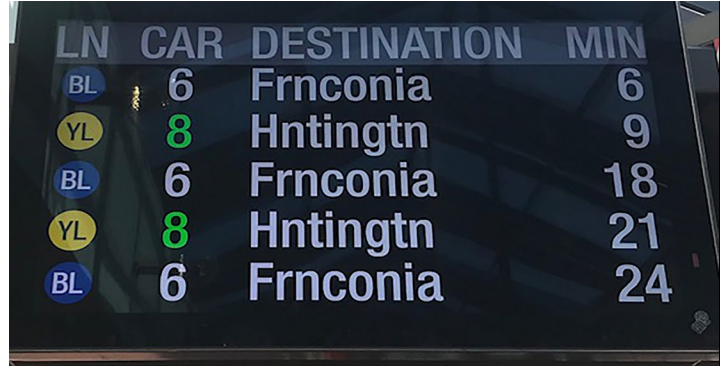 LN CAR DESTINATION MIN
BL 6 Frnconia 6
YL 8 Hntingtn 9
BL 6 Frnconia 18
YL 8 Hntingtn 21
BL 6 Frnconia 24